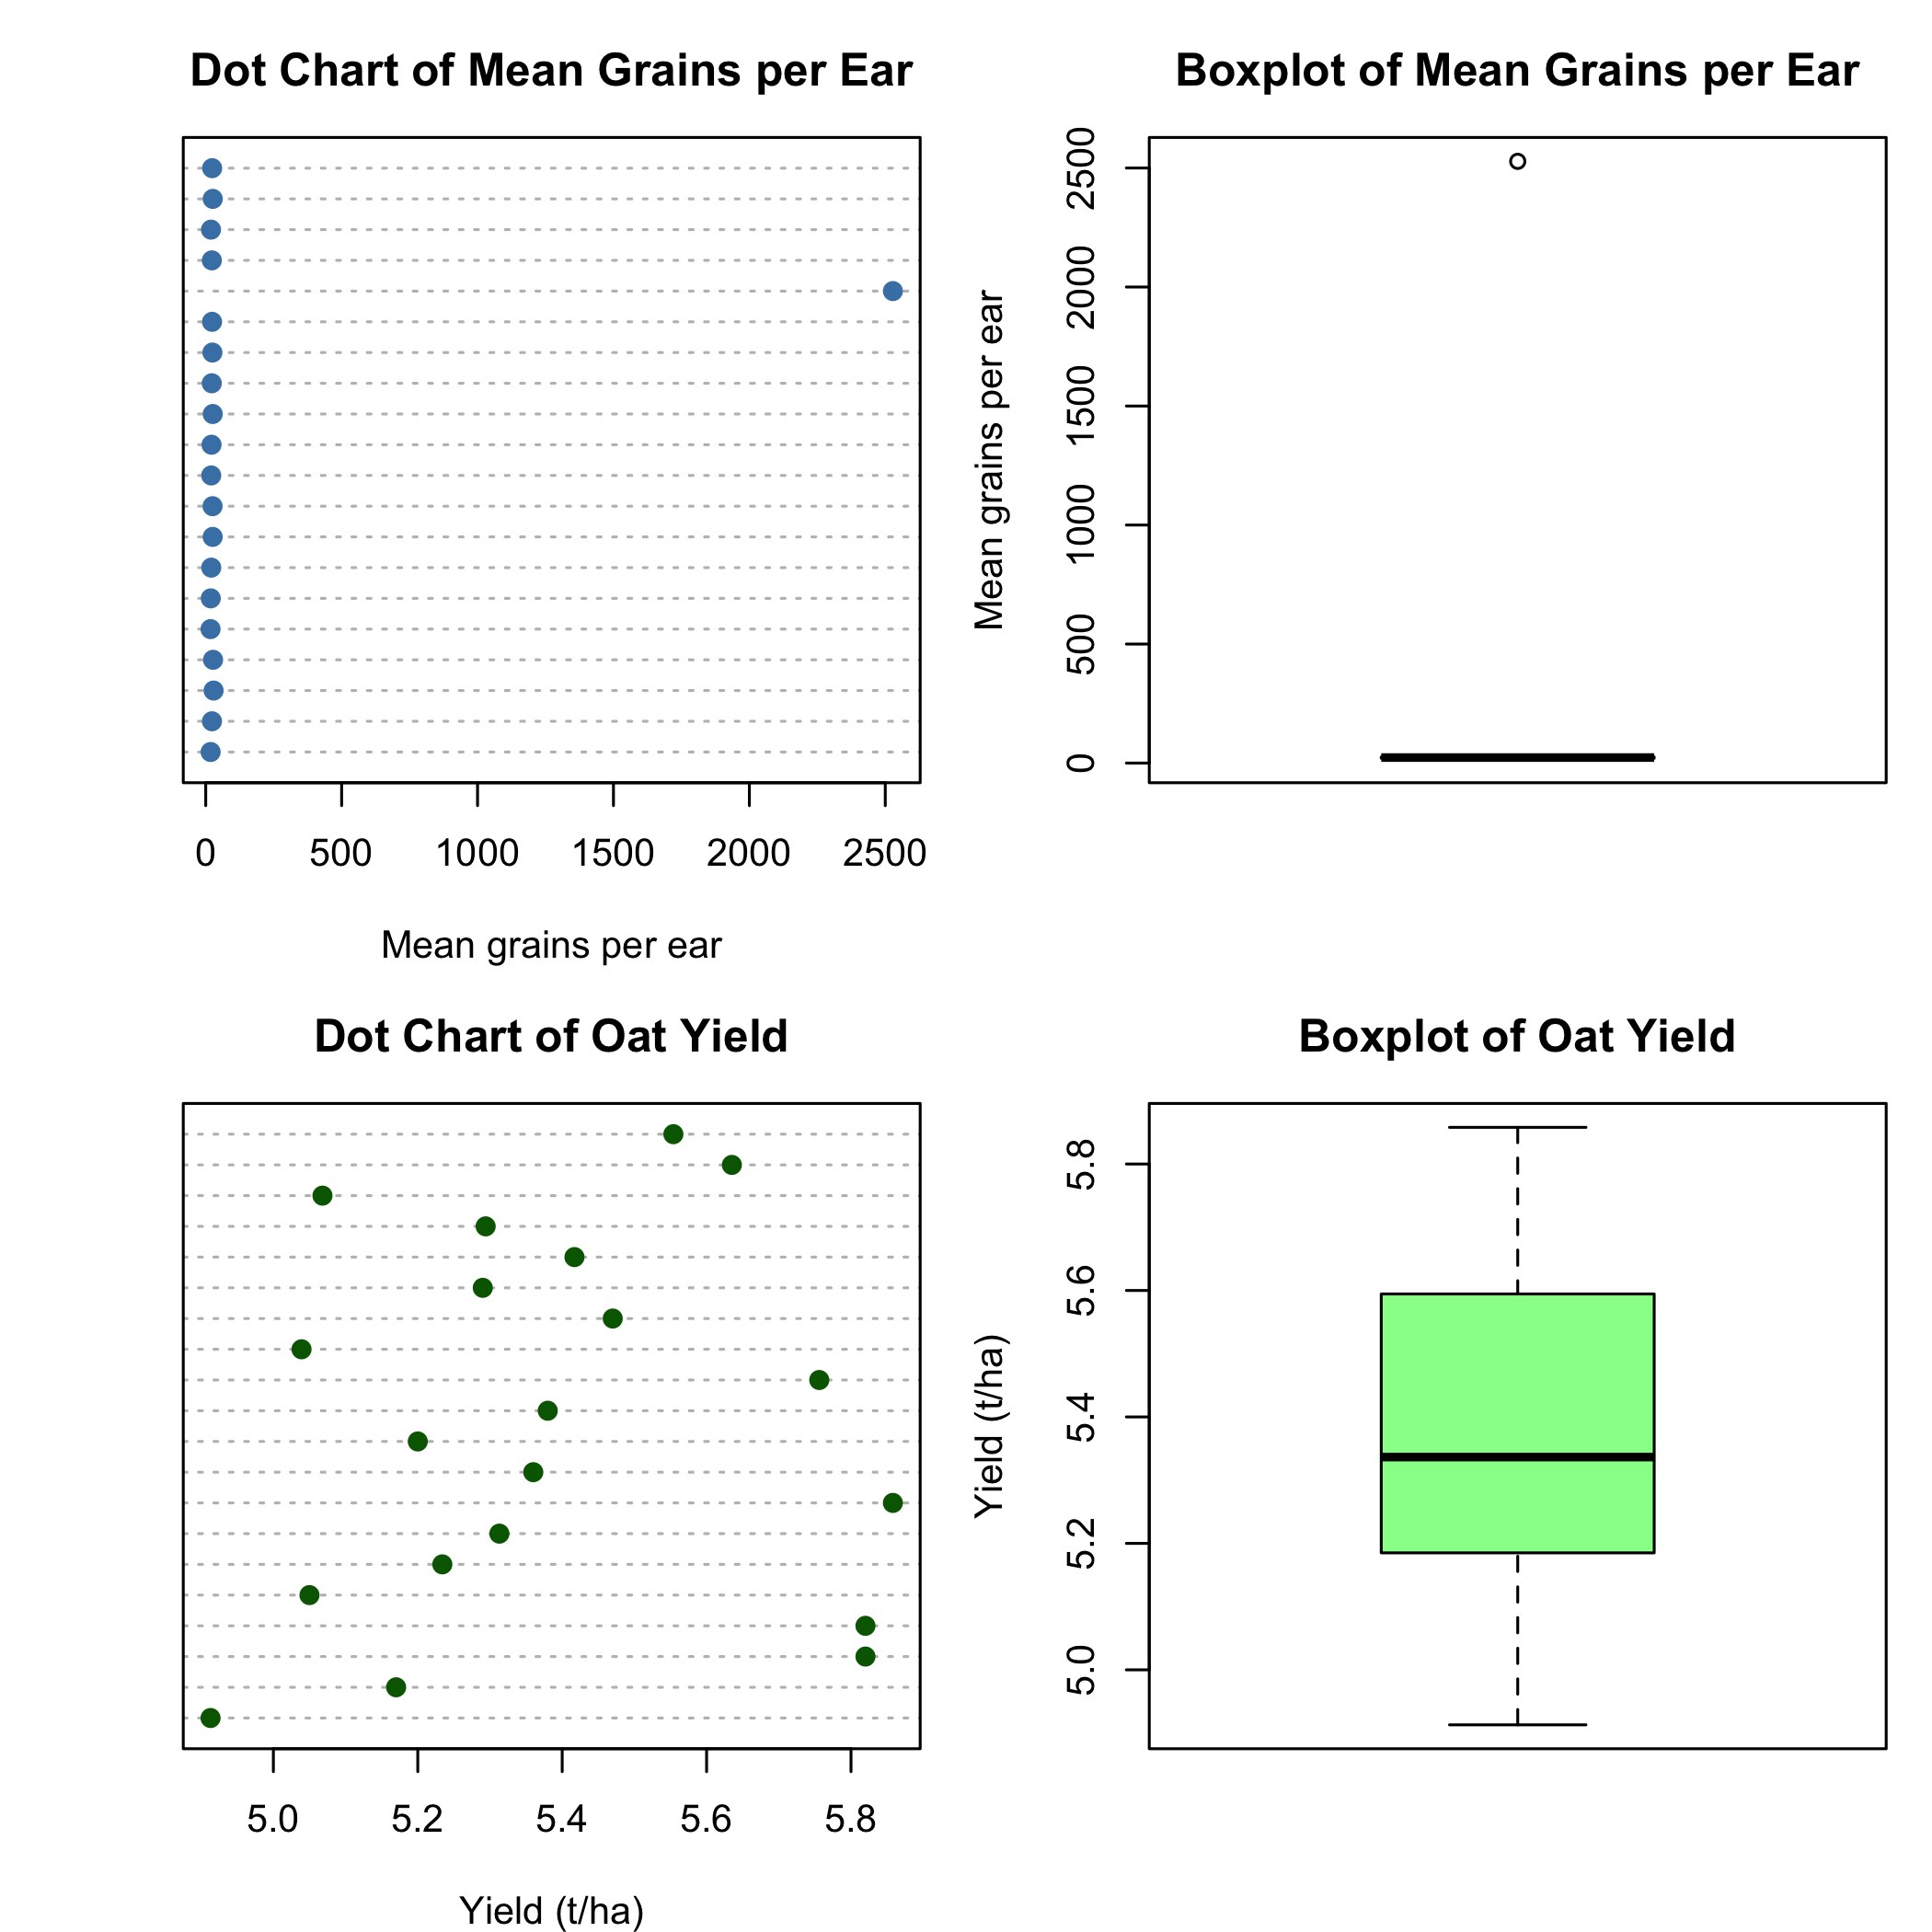 Dot Chart of Mean Grains per Ear
0 500 1000 1500 2000 2500
Mean grains per ear
Boxplot of Mean Grains per Ear
Mean grains per ear
0 500 1000 1500 2000 2500
Dot Chart of Oat Yield
5.0 5.2 5.4 5.6 5.8
Yield (t/ha)
Boxplot of Oat Yield
Yield (t/ha)
5.0 5.2 5.4 5.6 5.8